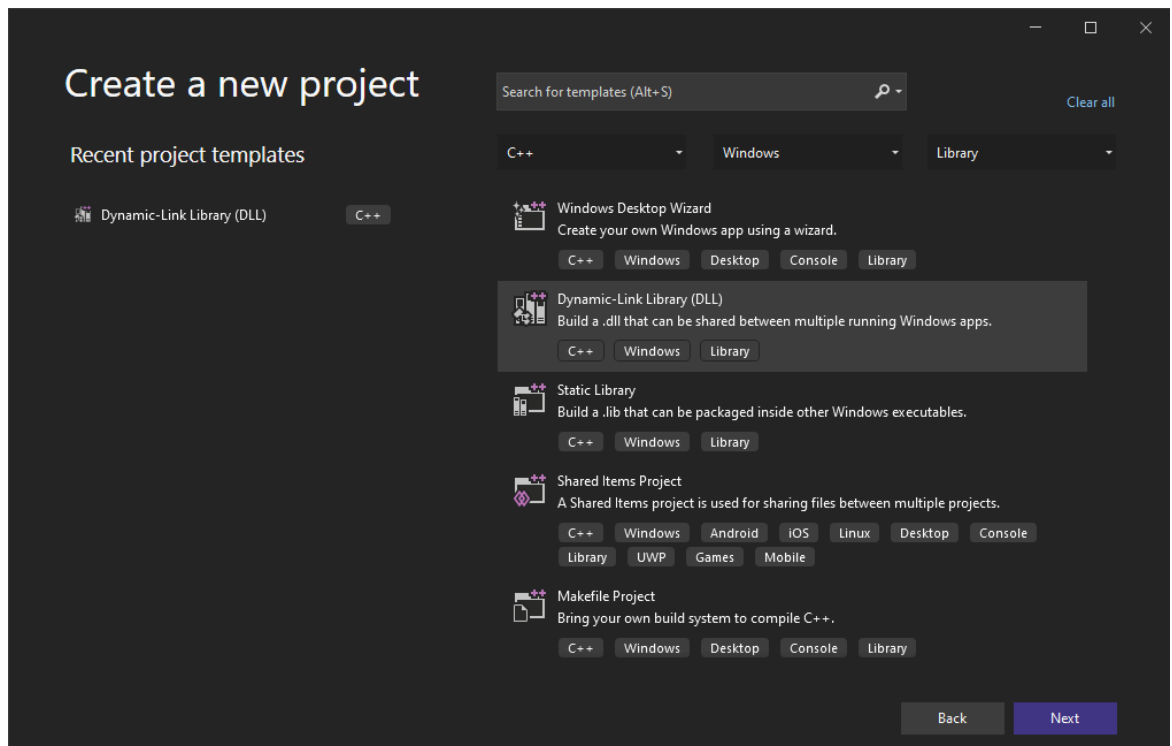 Create a new project
Search for templates (Alt+S)
Clear all
Recent project templates
C++ Windows Library
Dynamic-Link Library (DLL) C++
Windows Desktop Wizard
Create your own Windows app using a wizard.
C++ Windows Desktop Console Library
Dynamic-Link Library (DLL)
Build a .dll that can be shared between multiple running Windows apps.
C++ Windows Library
Static Library
Build a .lib that can be packaged inside other Windows executables.
C++ Windows Library
Shared Items Project
A Shared Items project is used for sharing files between multiple projects.
C++ Windows Android iOS Linux Desktop Console
Library UWP Games Mobile
Makefile Project
Bring your own build system to compile C++.
C++ Windows Desktop Console Library
Back Next